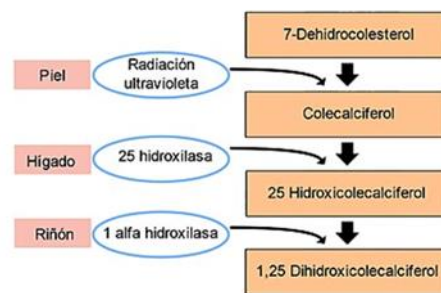 7-Dehidrocolesterol
Piel
Radiación
ultravioleta
Colecalciferol
Hígado
25 hidroxilasa
25 Hidroxicolecalciferol
Riñón
1 alfa hidroxilasa
1,25 Dihidroxicolecalciferol